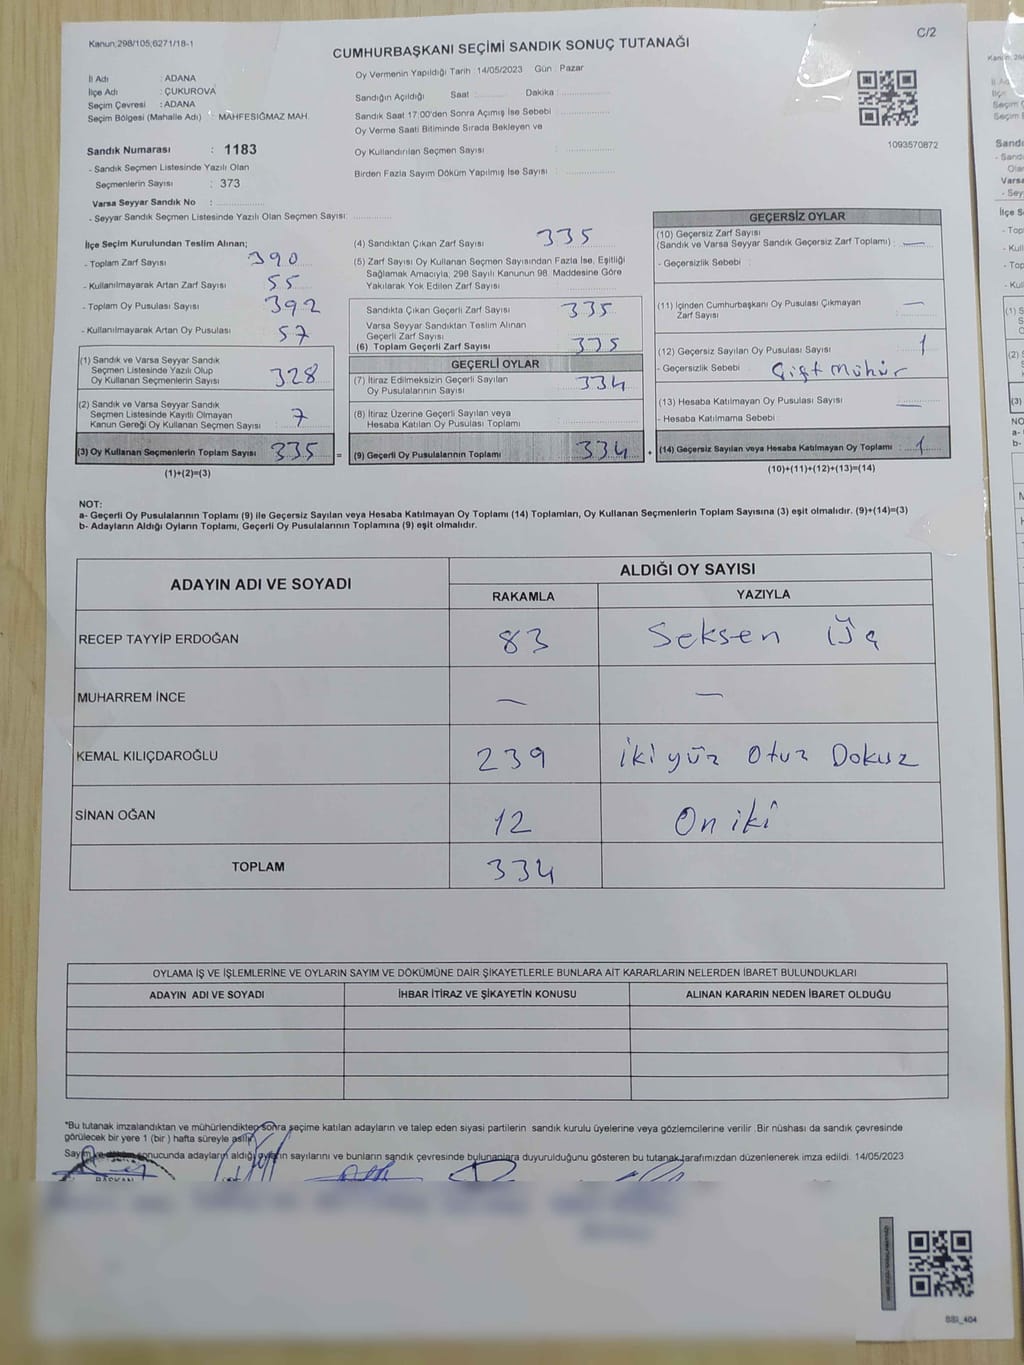 Kanun;298/105,6271/18-1
C/2
CUMHURBAŞKANI SEÇİMİ SANDIK SONUÇ TUTANAĞI
İl Adı : ADANA
İlçe Adı : ÇUKUROVA
Seçim Çevresi : ADANA
Seçim Bölgesi (Mahalle Adı) : MAHFESIĞMAZ MAH.
Sandık Numarası : 1183
- Sandık Seçmen Listesinde Yazılı Olan
Seçmenlerin Sayısı : 373
Varsa Seyyar Sandık No :
- Seyyar Sandık Seçmen Listesinde Yazılı Olan Seçmen Sayısı:
Oy Vermenin Yapıldığı Tarih :14/05/2023 Gün : Pazar
Sandığın Açıldığı Saat : Dakika :
Sandık Saat 17:00'den Sonra Açımış İse Sebebi :
Oy Verme Saati Bitiminde Sırada Bekleyen ve
Oy Kullandırılan Seçmen Sayısı :
Birden Fazla Sayım Döküm Yapılmış İse Sayısı :
1093570872
İlçe Seçim Kurulundan Teslim Alınan;
- Toplam Zarf Sayısı : 390
- Kullanılmayarak Artan Zarf Sayısı : 55
- Toplam Oy Pusulası Sayısı : 392
- Kullanılmayarak Artan Oy Pusulası : 57
(1) Sandık ve Varsa Seyyar Sandık
Seçmen Listesinde Yazılı Olup
Oy Kullanan Seçmenlerin Sayısı : 328
(2) Sandık ve Varsa Seyyar Sandık
Seçmen Listesinde Kayıtlı Olmayan
Kanun Gereği Oy Kullanan Seçmen Sayısı : 7
(3) Oy Kullanan Seçmenlerin Toplam Sayısı : 335 =
(1)+(2)=(3)
(4) Sandıktan Çıkan Zarf Sayısı : 335
(5) Zarf Sayısı Oy Kullanan Seçmen Sayısından Fazla İse, Eşitliği
Sağlamak Amacıyla, 298 Sayılı Kanunun 98. Maddesine Göre
Yakılarak Yok Edilen Zarf Sayısı :
Sandıkta Çıkan Geçerli Zarf Sayısı : 335
Varsa Seyyar Sandıktan Teslim Alınan
Geçerli Zarf Sayısı :
(6) Toplam Geçerli Zarf Sayısı : 335
GEÇERLİ OYLAR
(7) İtiraz Edilmeksizin Geçerli Sayılan
Oy Pusulalarının Sayısı : 334
(8) İtiraz Üzerine Geçerli Sayılan veya
Hesaba Katılan Oy Pusulaları Toplamı :
(9) Geçerli Oy Pusulalarının Toplamı : 334 +
GEÇERSİZ OYLAR
(10) Geçersiz Zarf Sayısı
(Sandık ve Varsa Seyyar Sandık Geçersiz Zarf Toplamı) : —
- Geçersizlik Sebebi :
(11) İçinden Cumhurbaşkanı Oy Pusulası Çıkmayan
Zarf Sayısı : —
(12) Geçersiz Sayılan Oy Pusulası Sayısı : 1
- Geçersizlik Sebebi : Çift Mühür
(13) Hesaba Katılmayan Oy Pusulası Sayısı : —
- Hesaba Katılmama Sebebi :
(14) Geçersiz Sayılan veya Hesaba Katılmayan Oy Toplamı : 1
(10)+(11)+(12)+(13)=(14)
NOT:
a- Geçerli Oy Pusulalarının Toplamı (9) ile Geçersiz Sayılan veya Hesaba Katılmayan Oy Toplamı (14) Toplamları, Oy Kullanan Seçmenlerin Toplam Sayısına (3) eşit olmalıdır. (9)+(14)=(3)
b- Adayların Aldığı Oyların Toplamı, Geçerli Oy Pusulalarının Toplamına (9) eşit olmalıdır.
ADAYIN ADI VE SOYADI ALDIĞI OY SAYISI
RAKAMLA YAZIYLA
RECEP TAYYİP ERDOĞAN 83 Seksen Üç
MUHARREM İNCE — —
KEMAL KILIÇDAROĞLU 239 İki yüz Otuz Dokuz
SİNAN OĞAN 12 On iki
TOPLAM 334
OYLAMA İŞ VE İŞLEMLERİNE VE OYLARIN SAYIM VE DÖKÜMÜNE DAİR ŞİKAYETLERLE BUNLARA AİT KARARLARIN NELERDEN İBARET BULUNDUKLARI
ADAYIN ADI VE SOYADI İHBAR İTİRAZ VE ŞİKAYETİN KONUSU ALINAN KARARIN NEDEN İBARET OLDUĞU
*Bu tutanak imzalandıktan ve mühürlendikten sonra seçime katılan adayların ve talep eden siyasi partilerin sandık kurulu üyelerine veya gözlemcilerine verilir .Bir nüshası da sandık çevresinde
görülecek bir yere 1 (bir ) hafta süreyle asılır.
Sayım ve döküm sonucunda adayların aldığı oyların sayılarını ve bunların sandık çevresinde bulunanlara duyurulduğunu gösteren bu tutanak tarafımızdan düzenlenerek imza edildi. 14/05/2023
BAŞKAN
SSI_404